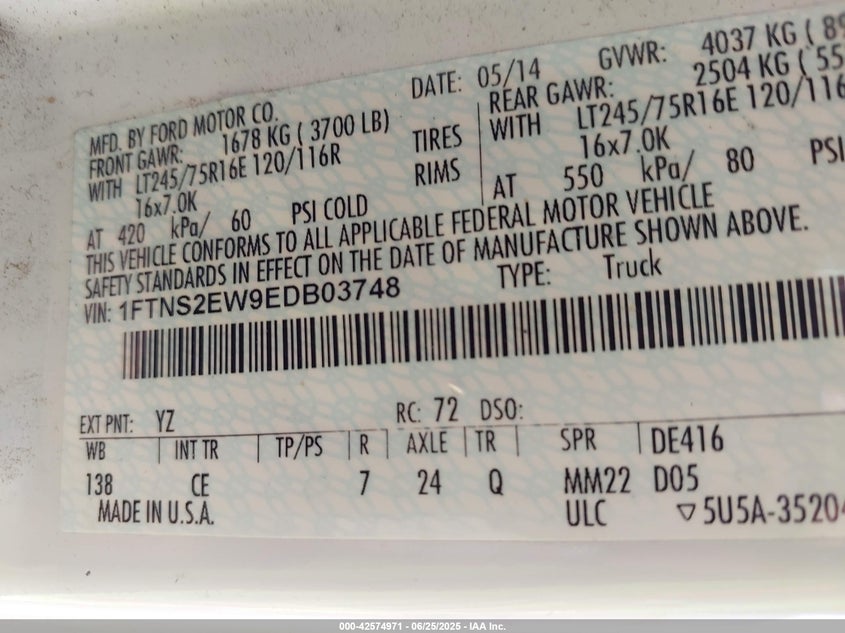 MFD. BY FORD MOTOR CO. DATE: 05/14 GVWR: 4037 KG
FRONT GAWR: 1678 KG ( 3700 LB) REAR GAWR: 2504 KG
WITH LT245/75R16E 120/116R TIRES WITH LT245/75R16E 120/116
16x7.0K RIMS 16x7.0K
AT 420 kPa/ 60 PSI COLD AT 550 kPa/ 80 PSI
THIS VEHICLE CONFORMS TO ALL APPLICABLE FEDERAL MOTOR VEHICLE
SAFETY STANDARDS IN EFFECT ON THE DATE OF MANUFACTURE SHOWN ABOVE.
VIN: 1FTNS2EW9EDB03748 TYPE: Truck
EXT PNT: YZ RC: 72 DSO:
WB INT TR TP/PS R AXLE TR SPR DE416
138 CE 7 24 Q MM22 D05
MADE IN U.S.A. ULC ▽5U5A-35204
000-42574971 - 06/25/2025 - IAA Inc.